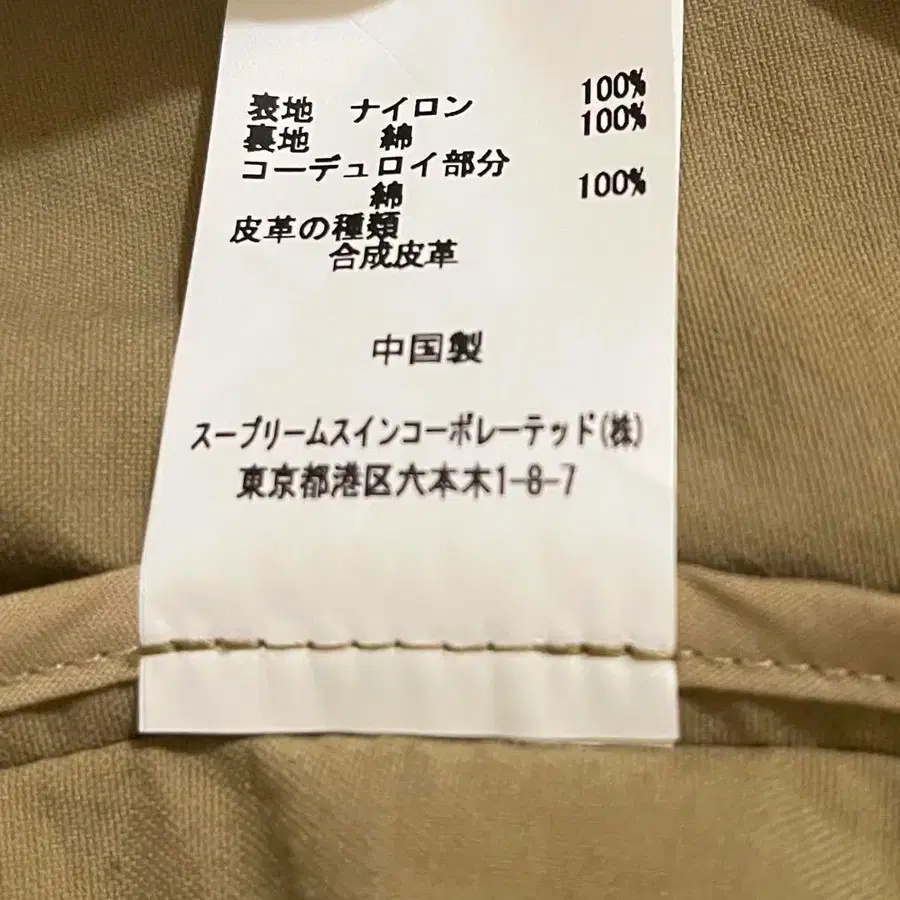 表地 ナイロン 100%
裏地 綿 100%
コーデュロイ部分
綿 100%
皮革の種類
合成皮革
中国製
スープリームスインコーポレーテッド(株)
東京都港区六本木1-8-7